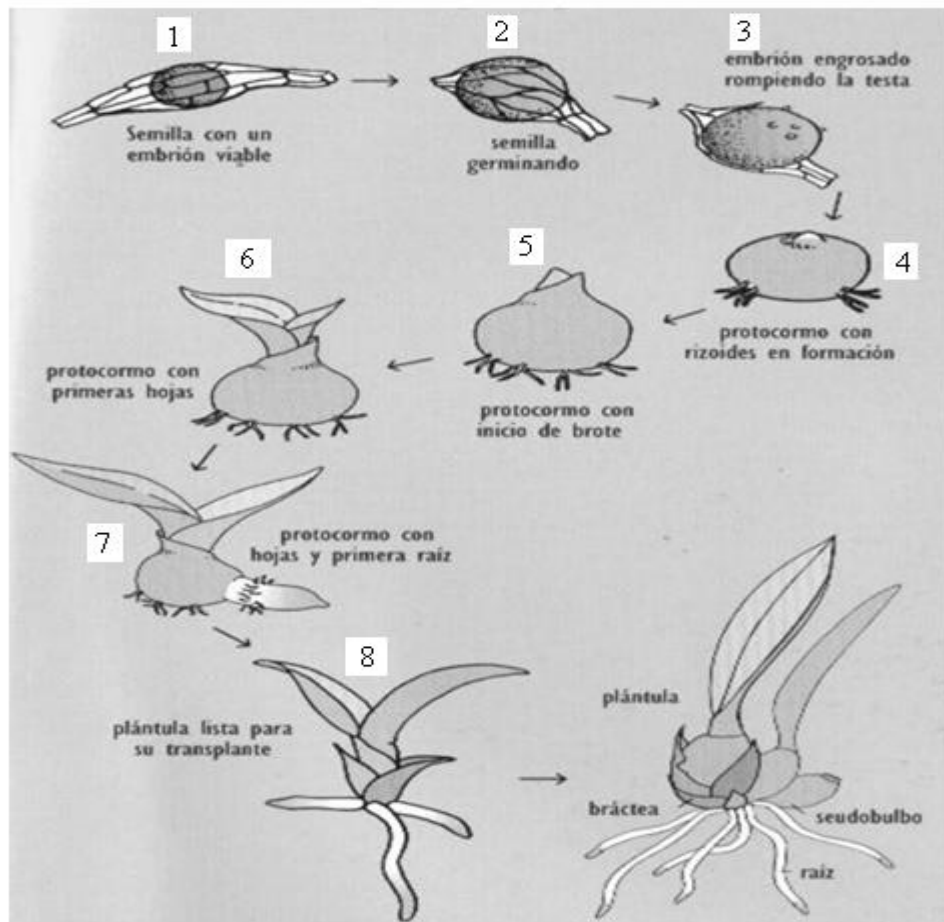 1
Semilla con un
embrión viable
2
semilla
germinando
3
embrión engrosado
rompiendo la testa
4
protocormo con
rizoides en formación
5
protocormo con
inicio de brote
6
protocormo con
primeras hojas
7
protocormo con
hojas y primera raíz
8
plántula lista para
su transplante
plántula
bráctea
seudobulbo
raíz